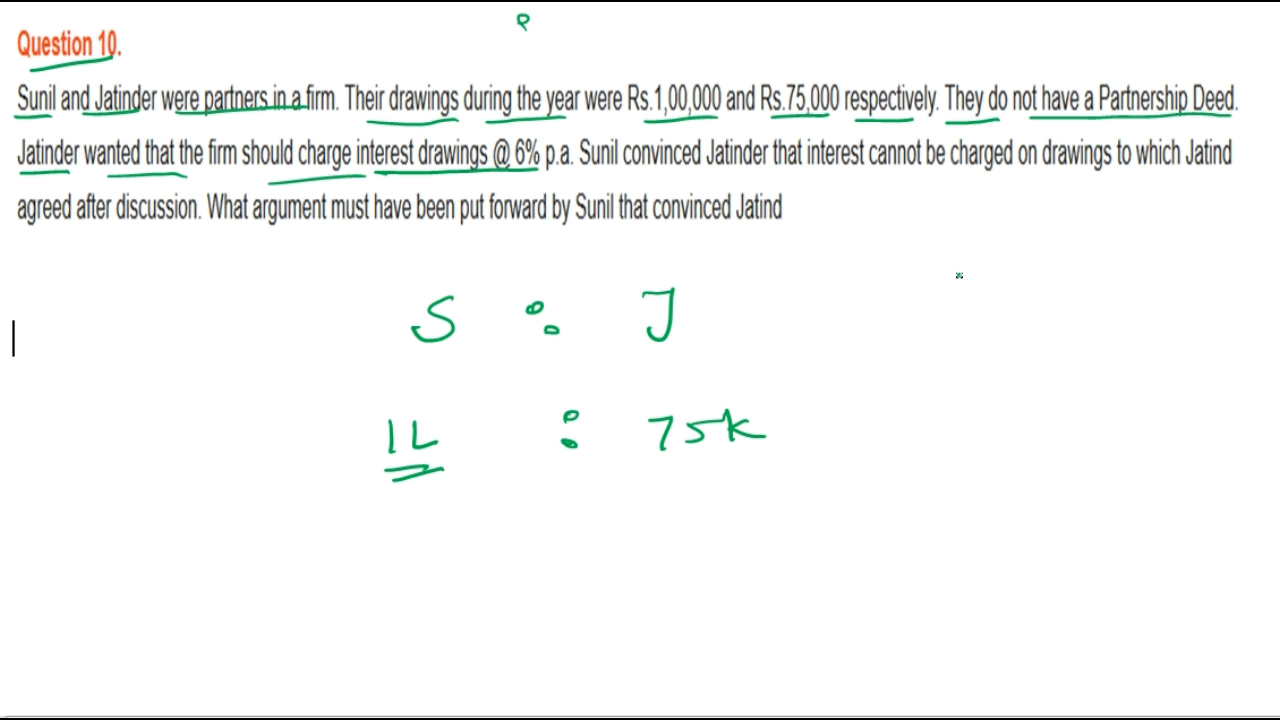 Question 10.
Sunil and Jatinder were partners in a firm. Their drawings during the year were Rs.1,00,000 and Rs.75,000 respectively. They do not have a Partnership Deed.
Jatinder wanted that the firm should charge interest drawings @ 6% p.a. Sunil convinced Jatinder that interest cannot be charged on drawings to which Jatind
agreed after discussion. What argument must have been put forward by Sunil that convinced Jatind
S : J
1L : 75K